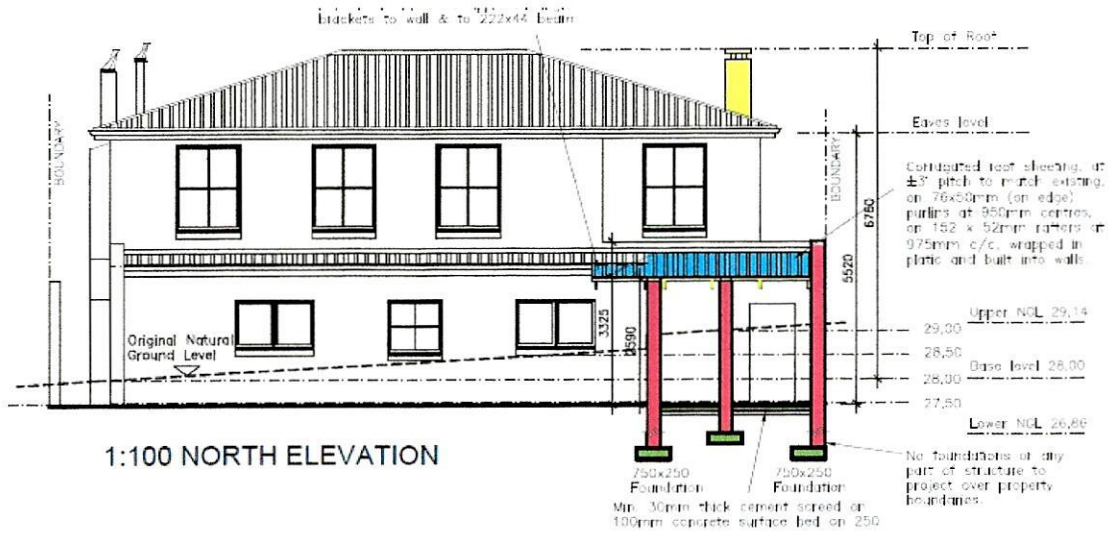 brackets to wall & to 222x44 beam
Top of Roof
Eaves level
BOUNDARY
BOUNDARY
Corrugated roof sheeting, at
±3° pitch to match existing,
on 76x50mm (on edge)
purlins at 950mm centres,
on 152 x 52mm rafters at
975mm c/c, wrapped in
platic and built into walls.
6760
5520
3325
2590
Original Natural
Ground Level
Upper NGL 29,14
29,00
28,50
Base level 28,00
28,00
27,50
Lower NGL 26,86
1:100 NORTH ELEVATION
750x250
Foundation
750x250
Foundation
No foundations or any
part of structure to
project over property
boundaries.
Min. 30mm thick cement screed on
100mm concrete surface bed on 250